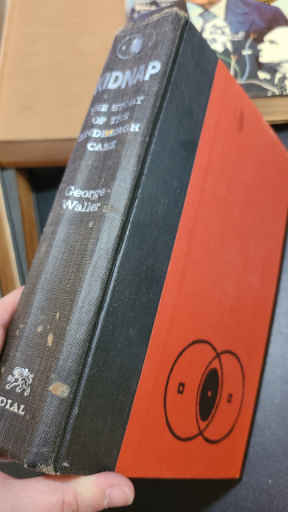 KIDNAP
THE STORY
OF THE
LINDBERGH
CASE
George
Waller
DIAL